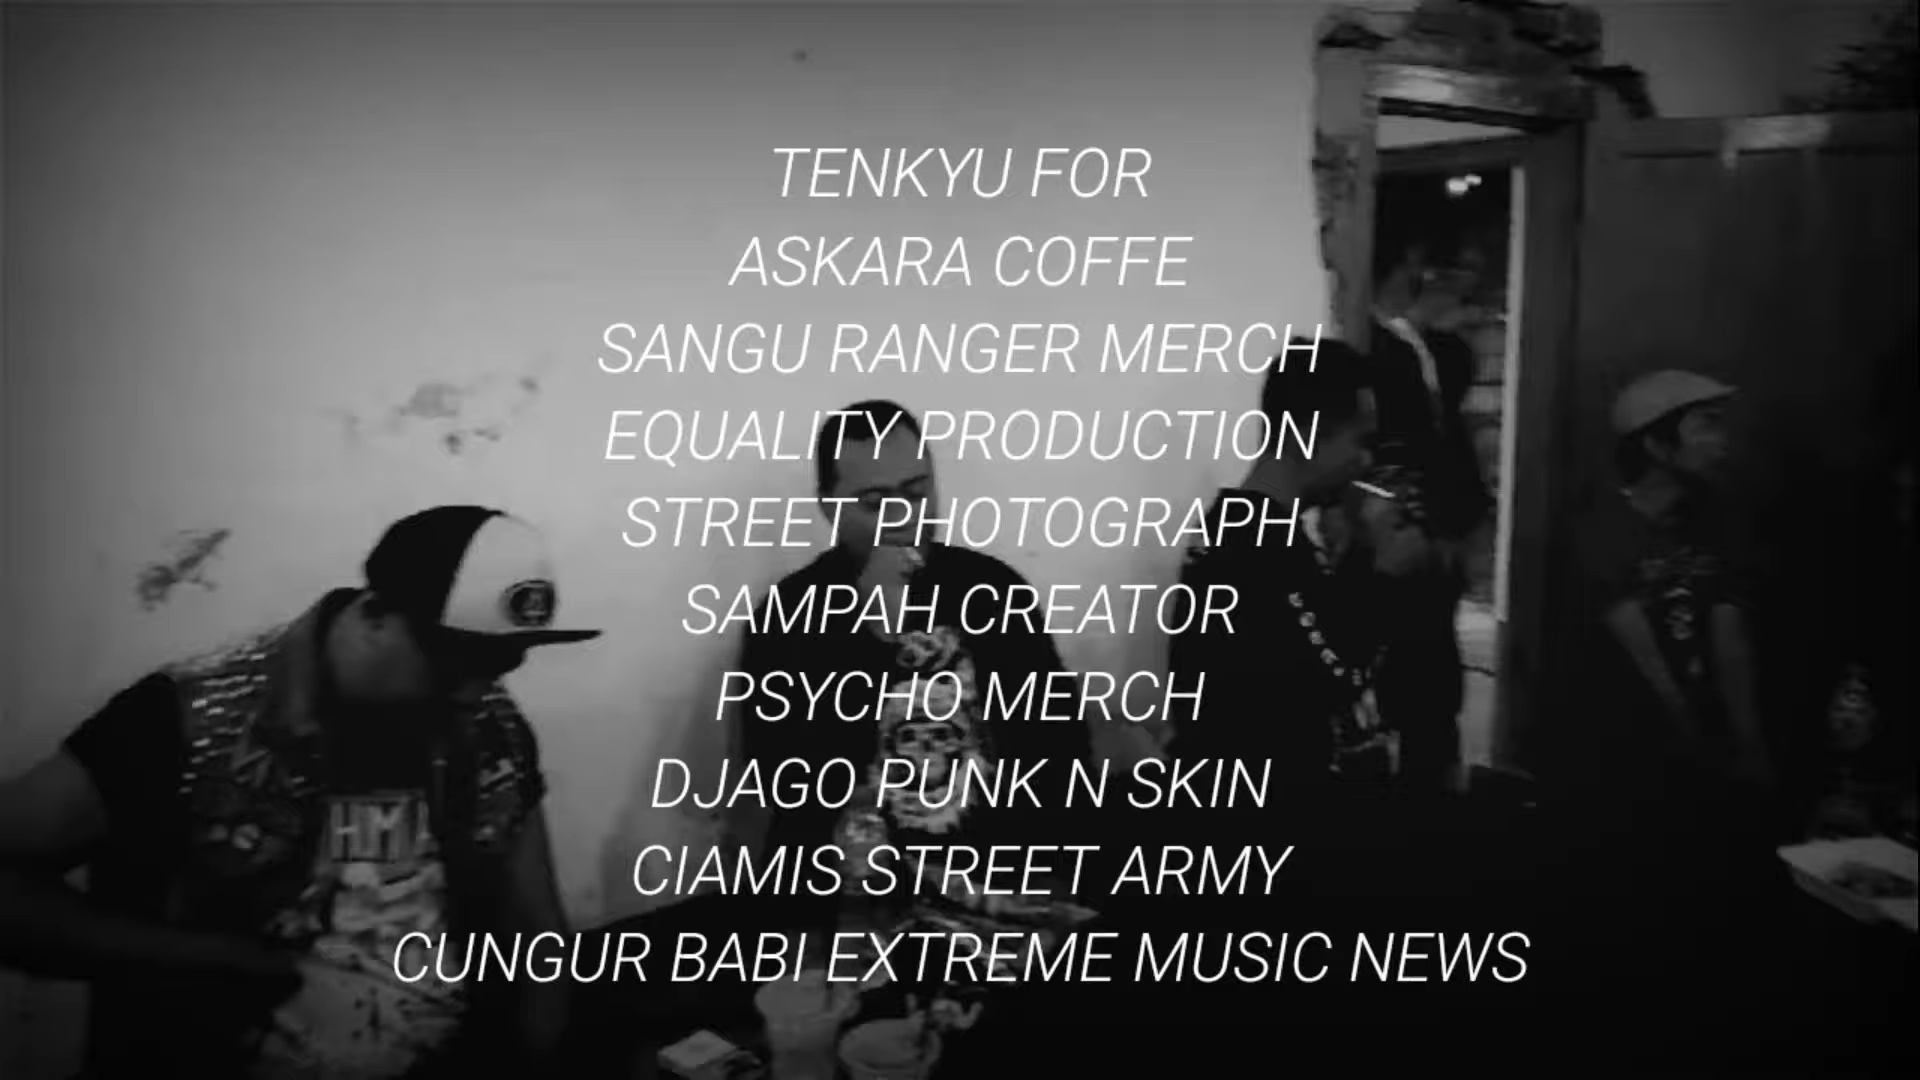 TENKYU FOR
ASKARA COFFE
SANGU RANGER MERCH
EQUALITY PRODUCTION
STREET PHOTOGRAPH
SAMPAH CREATOR
PSYCHO MERCH
DJAGO PUNK N SKIN
CIAMIS STREET ARMY
CUNGUR BABI EXTREME MUSIC NEWS